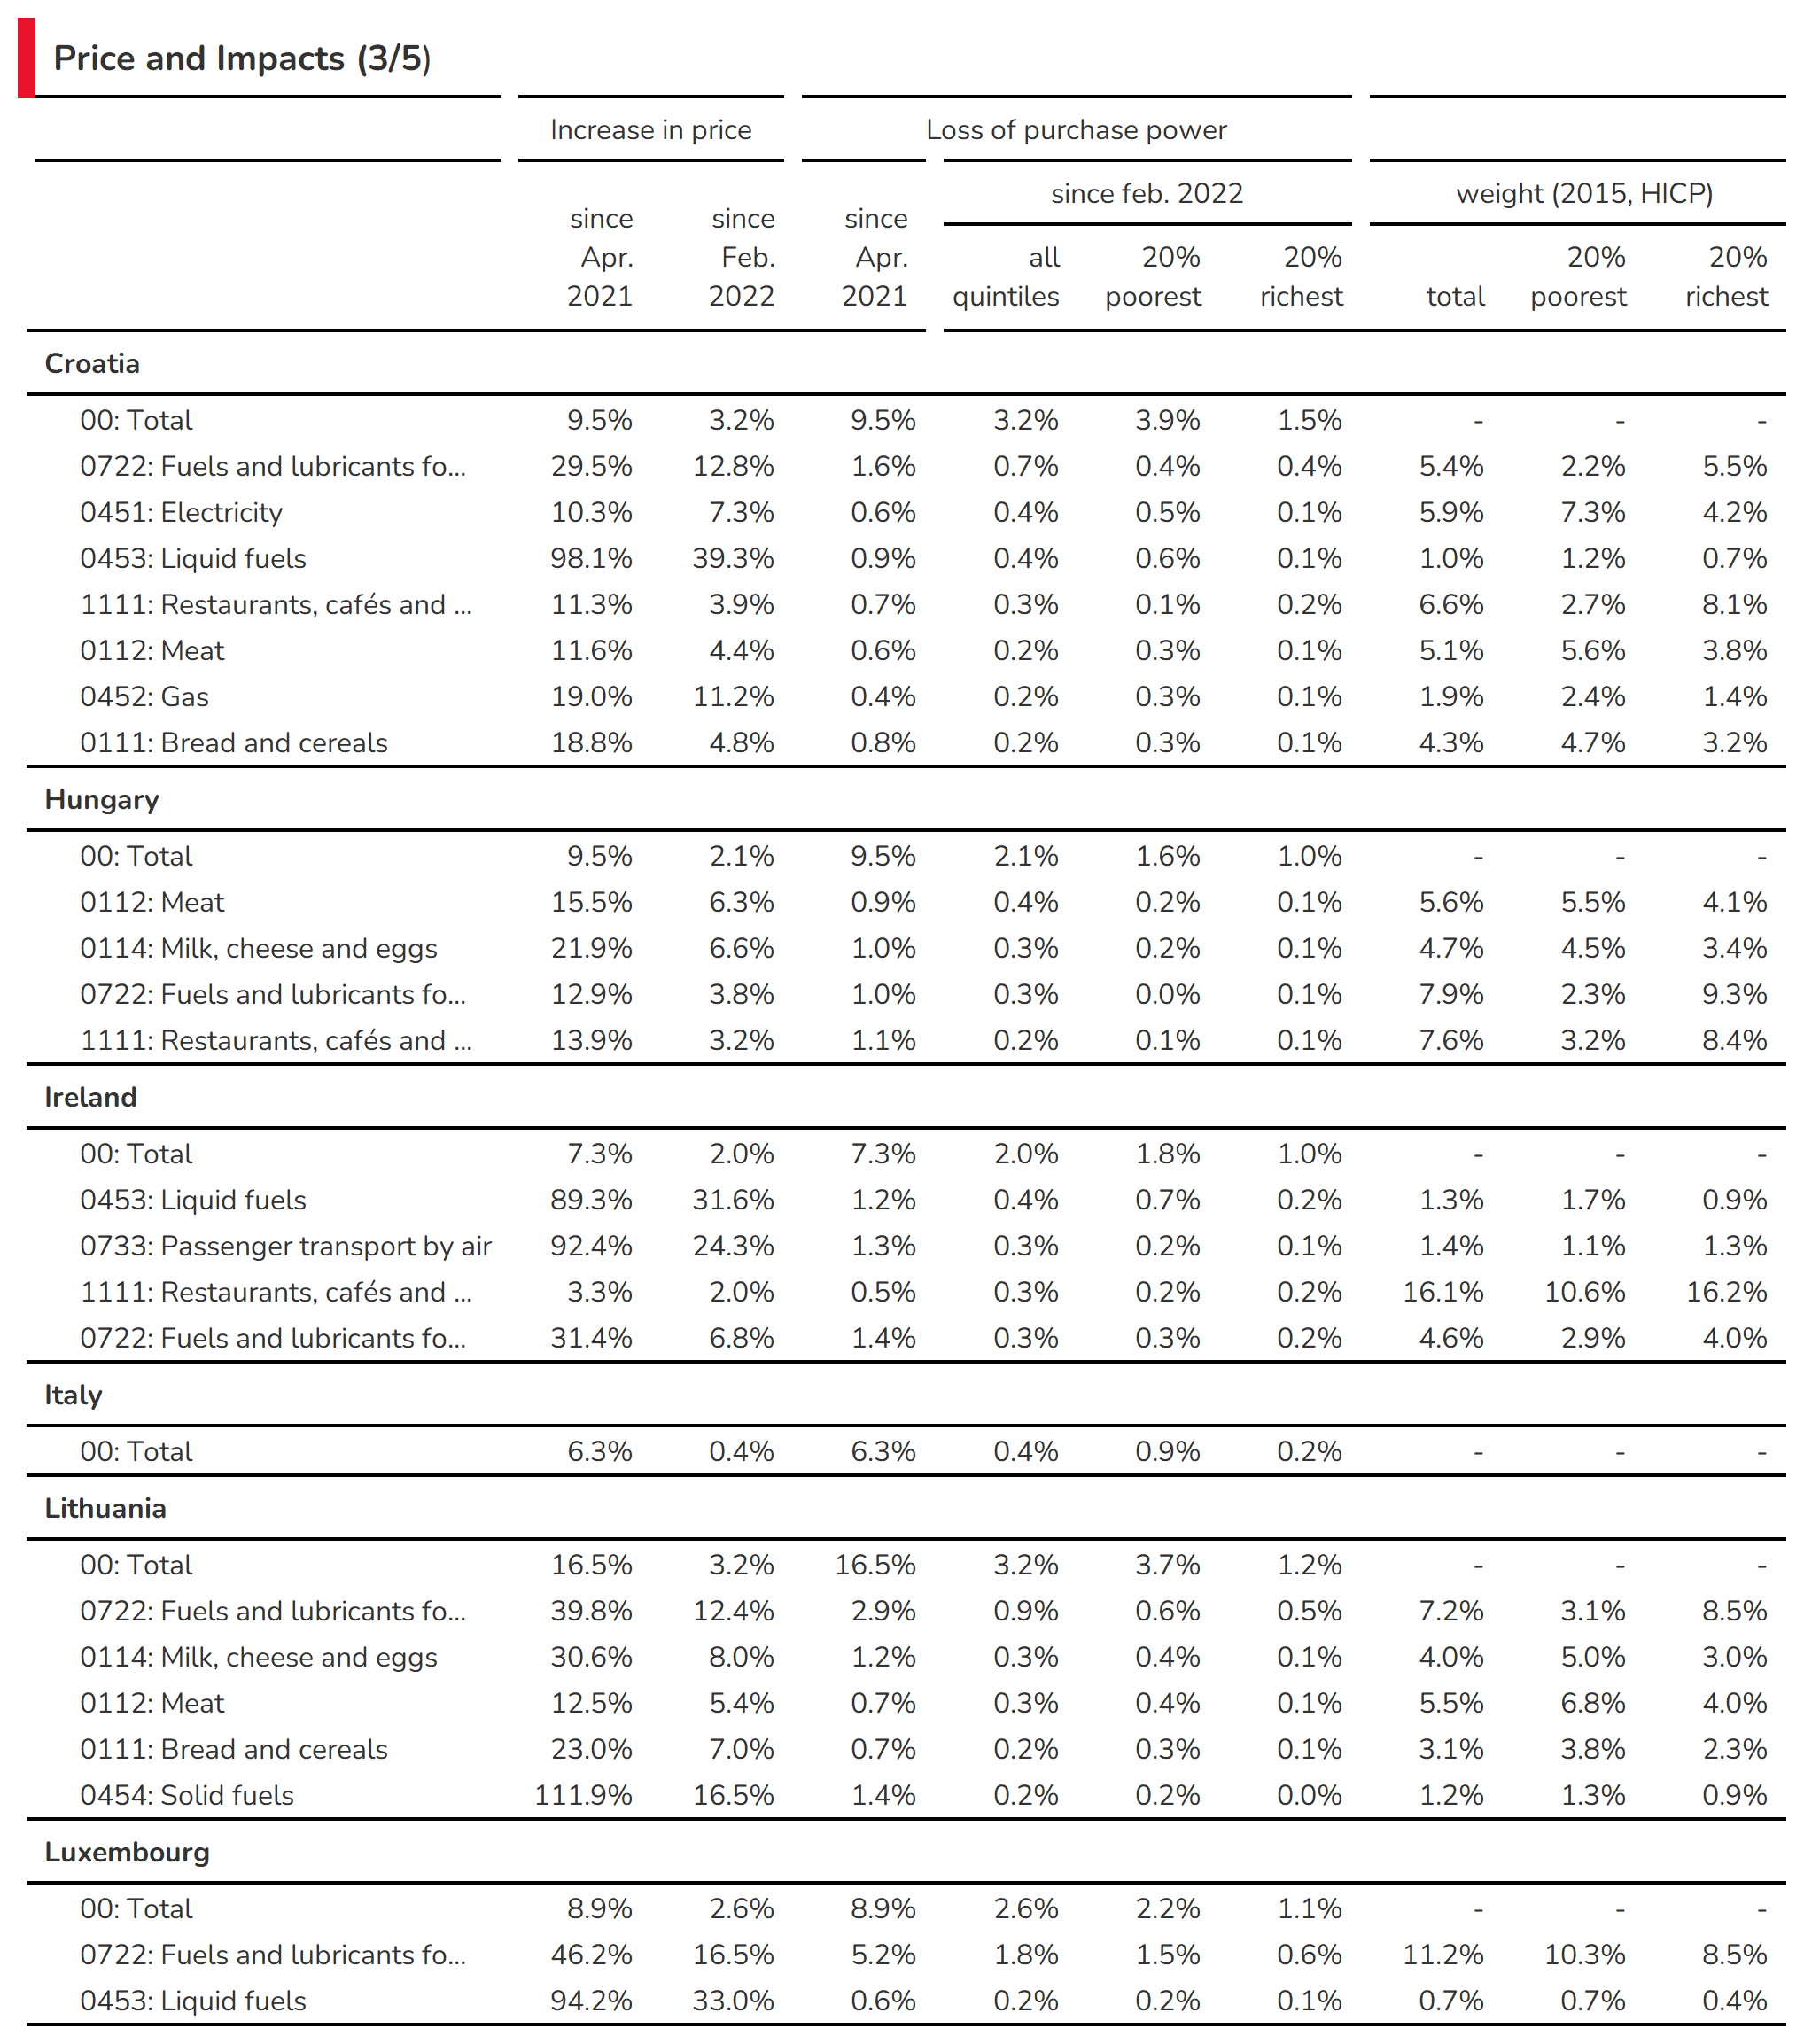 Price and Impacts (3/5)
Increase in price Loss of purchase power
since feb. 2022 weight (2015, HICP)
since since since
Apr. Feb. Apr. all 20% 20% 20% 20%
2021 2022 2021 quintiles poorest richest total poorest richest
Croatia
00: Total 9.5% 3.2% 9.5% 3.2% 3.9% 1.5% - - -
0722: Fuels and lubricants fo... 29.5% 12.8% 1.6% 0.7% 0.4% 0.4% 5.4% 2.2% 5.5%
0451: Electricity 10.3% 7.3% 0.6% 0.4% 0.5% 0.1% 5.9% 7.3% 4.2%
0453: Liquid fuels 98.1% 39.3% 0.9% 0.4% 0.6% 0.1% 1.0% 1.2% 0.7%
1111: Restaurants, cafés and ... 11.3% 3.9% 0.7% 0.3% 0.1% 0.2% 6.6% 2.7% 8.1%
0112: Meat 11.6% 4.4% 0.6% 0.2% 0.3% 0.1% 5.1% 5.6% 3.8%
0452: Gas 19.0% 11.2% 0.4% 0.2% 0.3% 0.1% 1.9% 2.4% 1.4%
0111: Bread and cereals 18.8% 4.8% 0.8% 0.2% 0.3% 0.1% 4.3% 4.7% 3.2%
Hungary
00: Total 9.5% 2.1% 9.5% 2.1% 1.6% 1.0% - - -
0112: Meat 15.5% 6.3% 0.9% 0.4% 0.2% 0.1% 5.6% 5.5% 4.1%
0114: Milk, cheese and eggs 21.9% 6.6% 1.0% 0.3% 0.2% 0.1% 4.7% 4.5% 3.4%
0722: Fuels and lubricants fo... 12.9% 3.8% 1.0% 0.3% 0.0% 0.1% 7.9% 2.3% 9.3%
1111: Restaurants, cafés and ... 13.9% 3.2% 1.1% 0.2% 0.1% 0.1% 7.6% 3.2% 8.4%
Ireland
00: Total 7.3% 2.0% 7.3% 2.0% 1.8% 1.0% - - -
0453: Liquid fuels 89.3% 31.6% 1.2% 0.4% 0.7% 0.2% 1.3% 1.7% 0.9%
0733: Passenger transport by air 92.4% 24.3% 1.3% 0.3% 0.2% 0.1% 1.4% 1.1% 1.3%
1111: Restaurants, cafés and ... 3.3% 2.0% 0.5% 0.3% 0.2% 0.2% 16.1% 10.6% 16.2%
0722: Fuels and lubricants fo... 31.4% 6.8% 1.4% 0.3% 0.3% 0.2% 4.6% 2.9% 4.0%
Italy
00: Total 6.3% 0.4% 6.3% 0.4% 0.9% 0.2% - - -
Lithuania
00: Total 16.5% 3.2% 16.5% 3.2% 3.7% 1.2% - - -
0722: Fuels and lubricants fo... 39.8% 12.4% 2.9% 0.9% 0.6% 0.5% 7.2% 3.1% 8.5%
0114: Milk, cheese and eggs 30.6% 8.0% 1.2% 0.3% 0.4% 0.1% 4.0% 5.0% 3.0%
0112: Meat 12.5% 5.4% 0.7% 0.3% 0.4% 0.1% 5.5% 6.8% 4.0%
0111: Bread and cereals 23.0% 7.0% 0.7% 0.2% 0.3% 0.1% 3.1% 3.8% 2.3%
0454: Solid fuels 111.9% 16.5% 1.4% 0.2% 0.2% 0.0% 1.2% 1.3% 0.9%
Luxembourg
00: Total 8.9% 2.6% 8.9% 2.6% 2.2% 1.1% - - -
0722: Fuels and lubricants fo... 46.2% 16.5% 5.2% 1.8% 1.5% 0.6% 11.2% 10.3% 8.5%
0453: Liquid fuels 94.2% 33.0% 0.6% 0.2% 0.2% 0.1% 0.7% 0.7% 0.4%